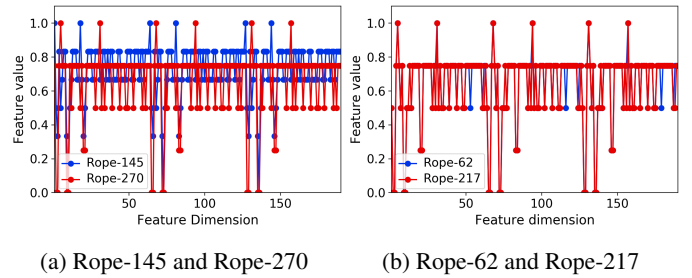 1.0
0.8
0.6
0.4
0.2
0.0
Feature value
Rope-145
Rope-270
50
100
150
Feature Dimension
(a) Rope-145 and Rope-270
1.0
0.8
0.6
0.4
0.2
0.0
Feature value
Rope-62
Rope-217
50
100
150
Feature dimension
(b) Rope-62 and Rope-217